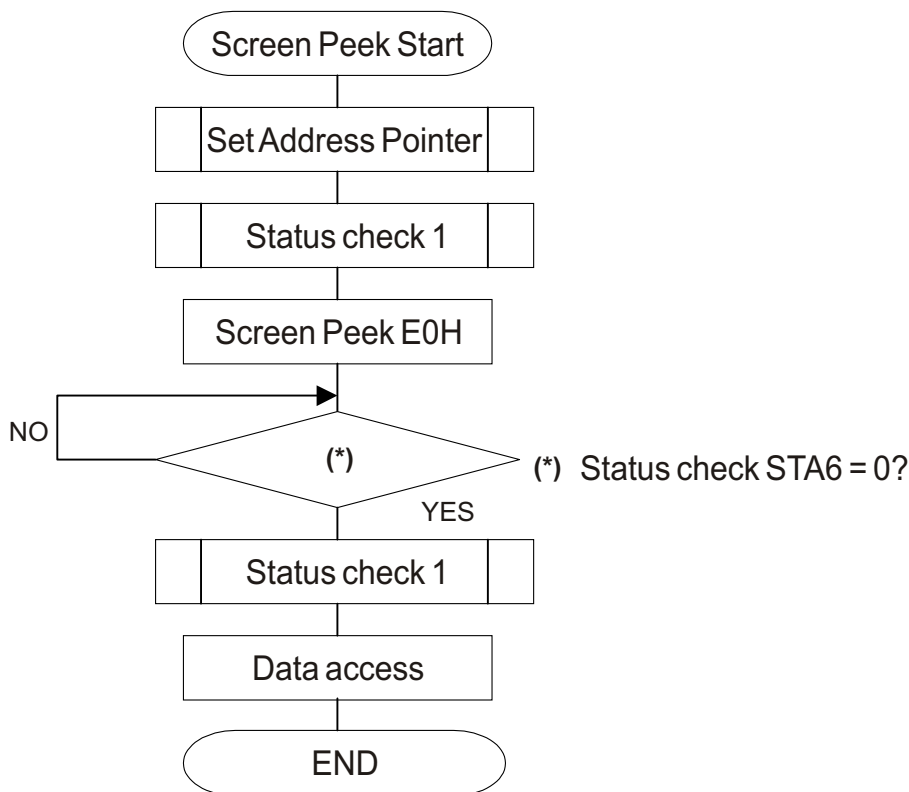 Screen Peek Start
Set Address Pointer
Status check 1
Screen Peek E0H
NO
(*)
(*) Status check STA6 = 0?
YES
Status check 1
Data access
END